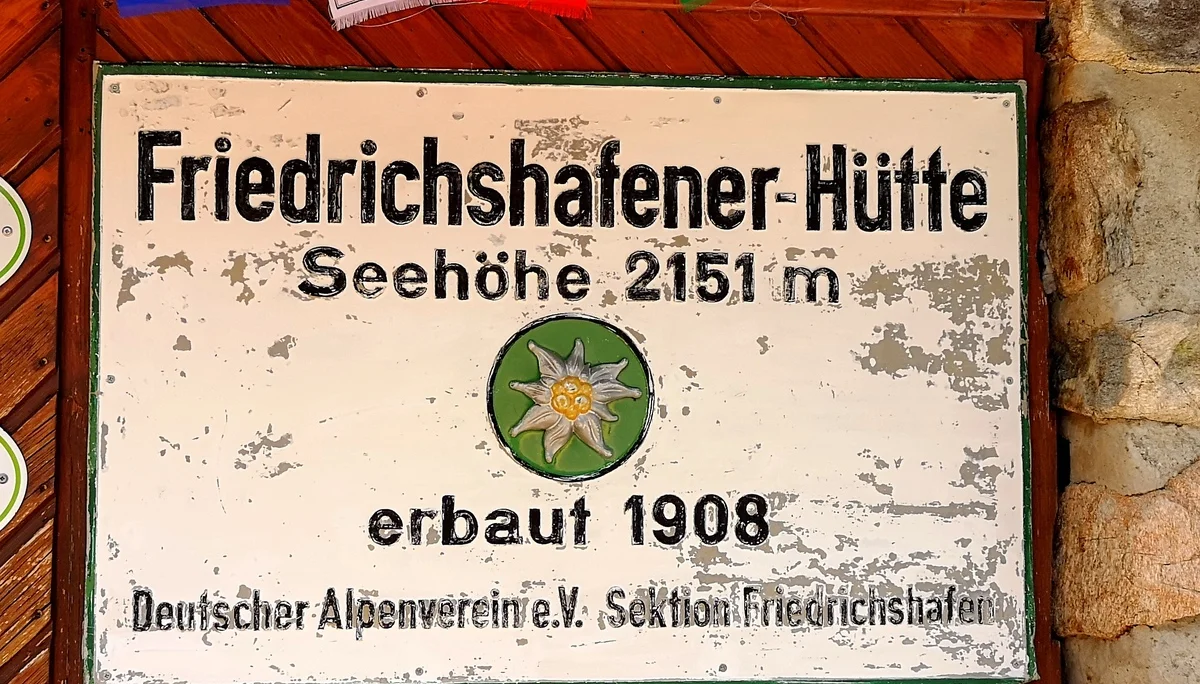 Friedrichshafener-Hütte
Seehöhe 2151 m
erbaut 1908
Deutscher Alpenverein e.V. Sektion Friedrichshafen